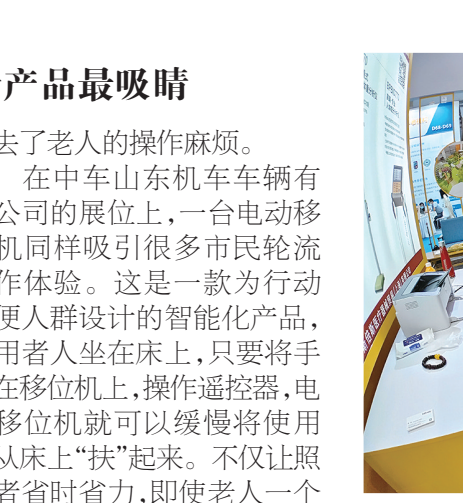 产品最吸睛
去了老人的操作麻烦。
在中车山东机车车辆有
公司的展位上,一台电动移
机同样吸引很多市民轮流
作体验。这是一款为行动
便人群设计的智能化产品,
用者人坐在床上,只要将手
在移位机上,操作遥控器,电
移位机就可以缓慢将使用
从床上“扶”起来。不仅让照
者省时省力,即使老人一个
D68-D69